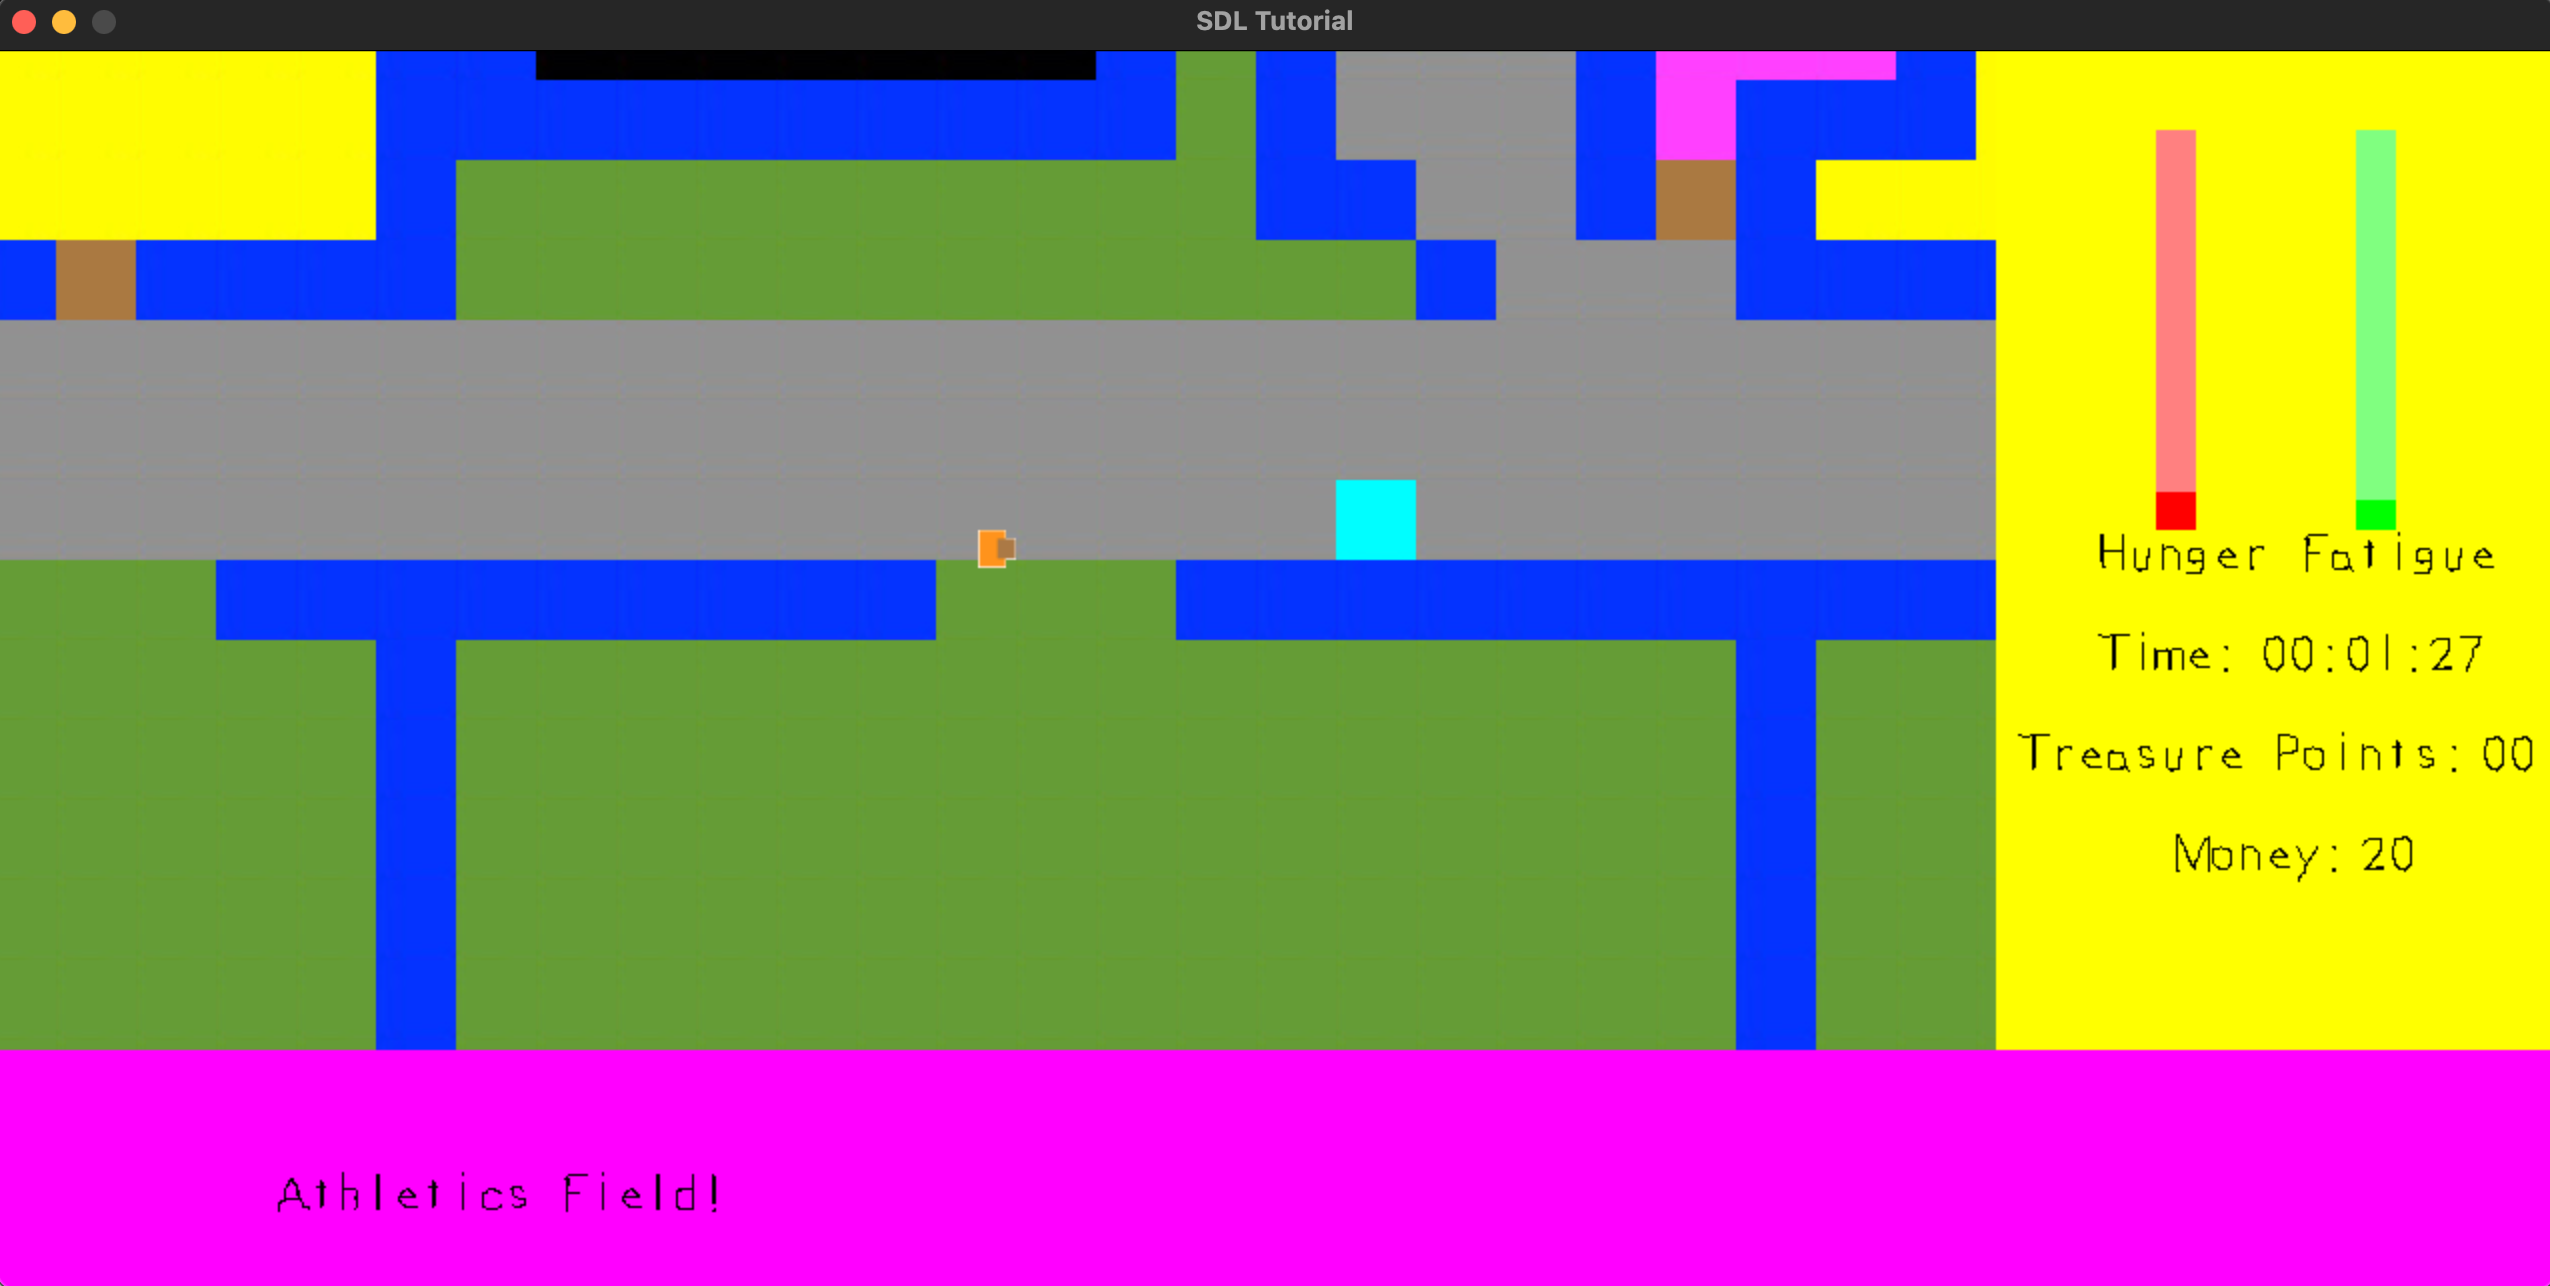 SDL Tutorial
Hunger Fatigue
Time: 00:01:27
Treasure Points: 00
Money: 20
Athletics Field!